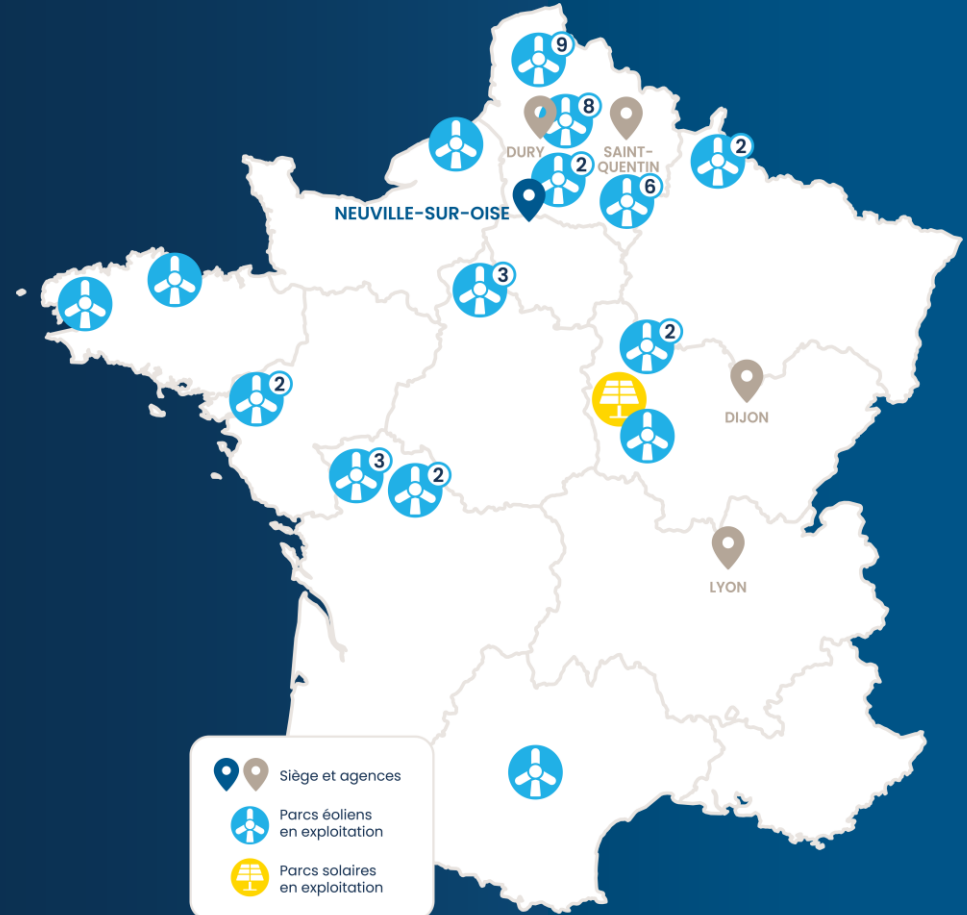 9
8
DURY
SAINT-
QUENTIN
2
2
6
NEUVILLE-SUR-OISE
3
2
2
DIJON
3
2
LYON
Siège et agences
Parcs éoliens
en exploitation
Parcs solaires
en exploitation